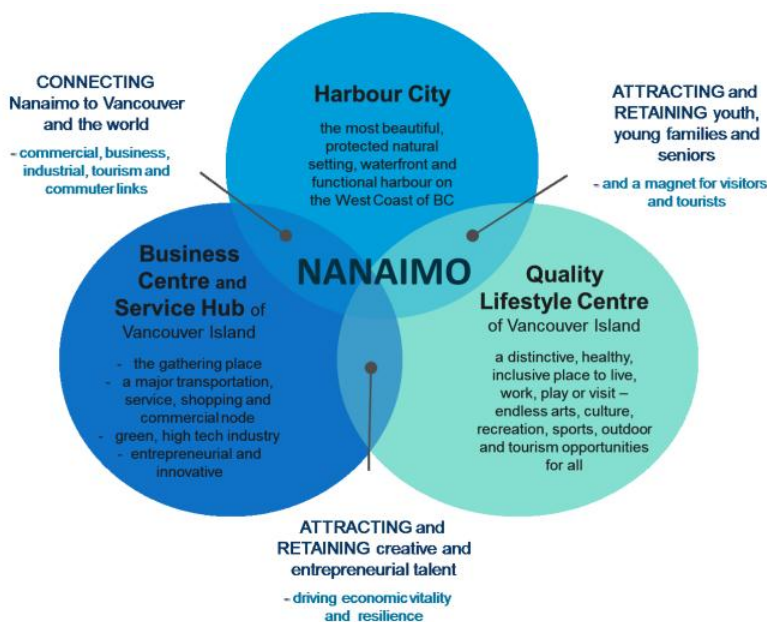 CONNECTING
Nanaimo to Vancouver
and the world
- commercial, business,
industrial, tourism and
commuter links
Harbour City
the most beautiful,
protected natural
setting, waterfront and
functional harbour on
the West Coast of BC
ATTRACTING and
RETAINING youth,
young families and
seniors
- and a magnet for visitors
and tourists
NANAIMO
Business
Centre and
Service Hub of
Vancouver Island
- the gathering place
- a major transportation,
service, shopping and
commercial node
- green, high tech industry
- entrepreneurial and
innovative
Quality
Lifestyle Centre
of Vancouver Island
a distinctive, healthy,
inclusive place to live,
work, play or visit –
endless arts, culture,
recreation, sports, outdoor
and tourism opportunities
for all
ATTRACTING and
RETAINING creative and
entrepreneurial talent
- driving economic vitality
and resilience